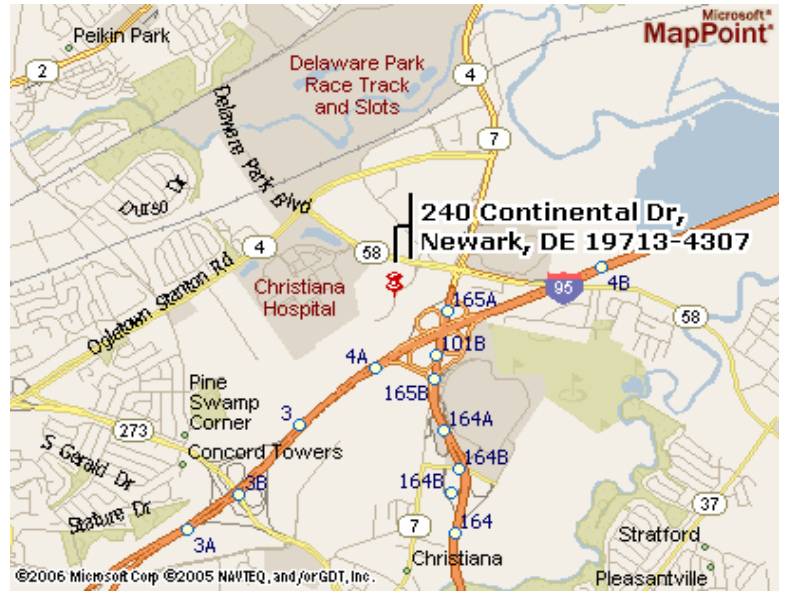 Microsoft®
MapPoint®
Peikin Park
2
Delaware Park
Race Track
and Slots
4
7
Delaware Park Blvd
Durso Dr
240 Continental Dr,
Newark, DE 19713-4307
4
58
Christiana
Hospital
95
4B
58
Ogletown Stanton Rd
165A
101B
4A
165B
Pine
Swamp
Corner
3
164A
273
Concord Towers
S Gerald Dr
164B
3B
164B
37
Stature Dr
7
164
Stratford
3A
Christiana
Pleasantville
©2006 Microsoft Corp ©2005 NAVTEQ, and/or GDT, Inc.